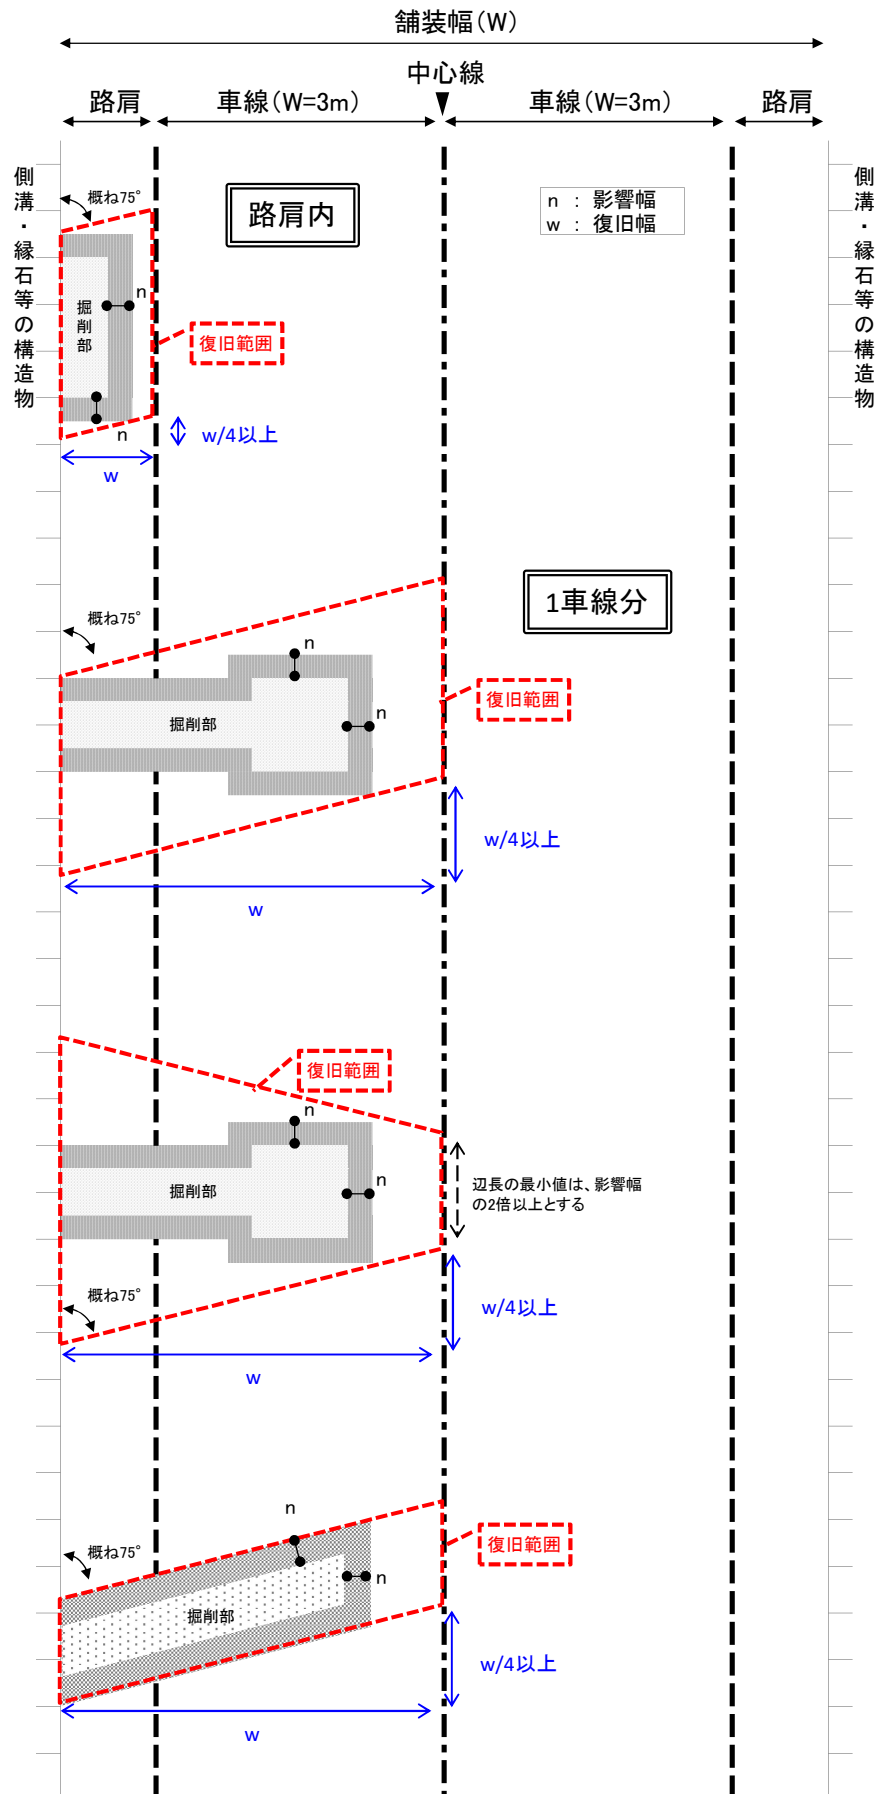 舗装幅(W)
中心線
路肩
車線(W=3m)
車線(W=3m)
路肩
側溝・縁石等の構造物
側溝・縁石等の構造物
概ね75°
路肩内
n : 影響幅
w : 復旧幅
n
掘削部
復旧範囲
n
w/4以上
w
1車線分
概ね75°
n
復旧範囲
n
掘削部
w/4以上
w
復旧範囲
n
n
掘削部
辺長の最小値は、影響幅
の2倍以上とする
概ね75°
w/4以上
w
n
復旧範囲
概ね75°
n
掘削部
w/4以上
w